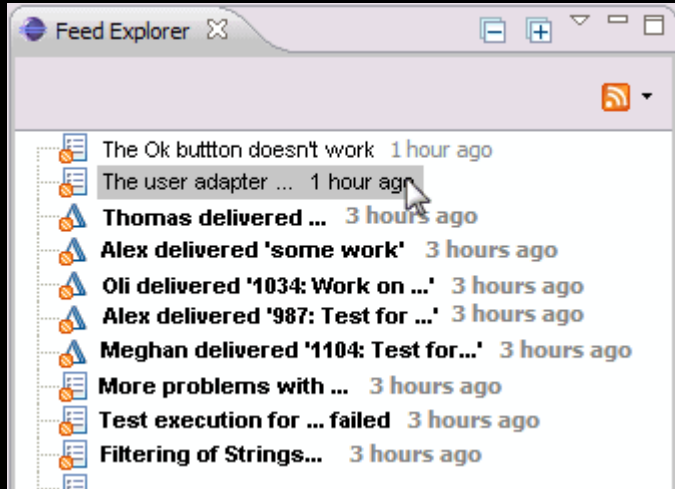 Feed Explorer
The Ok buttton doesn't work 1 hour ago
The user adapter ... 1 hour ago
Thomas delivered ... 3 hours ago
Alex delivered 'some work' 3 hours ago
Oli delivered '1034: Work on ...' 3 hours ago
Alex delivered '987: Test for ...' 3 hours ago
Meghan delivered '1104: Test for...' 3 hours ago
More problems with ... 3 hours ago
Test execution for ... failed 3 hours ago
Filtering of Strings... 3 hours ago